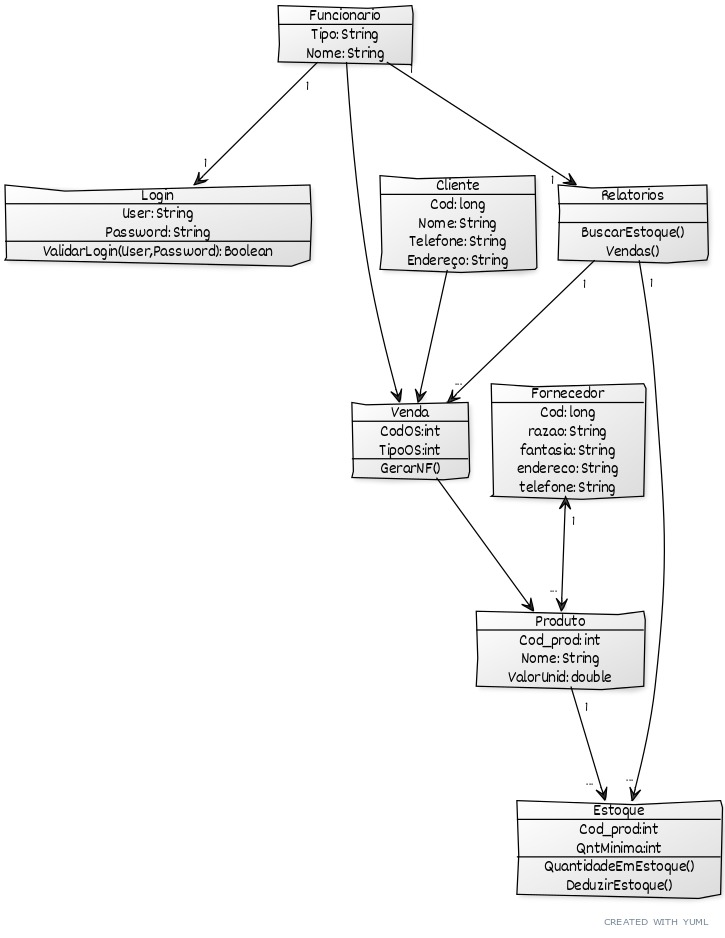 Funcionario
Tipo: String
Nome: String
1
1
1
1
Login
User: String
Password: String
ValidarLogin(User,Password): Boolean
Cliente
Cod: long
Nome: String
Telefone: String
Endereço: String
Relatorios
BuscarEstoque()
Vendas()
1
1
...
Venda
CodOS:int
TipoOS:int
GerarNF()
Fornecedor
Cod: long
razao: String
fantasia: String
endereco: String
telefone: String
1
...
Produto
Cod_prod: int
Nome: String
ValorUnid: double
1
...
...
Estoque
Cod_prod:int
QntMinima:int
QuantidadeEmEstoque()
DeduzirEstoque()
CREATED WITH YUML